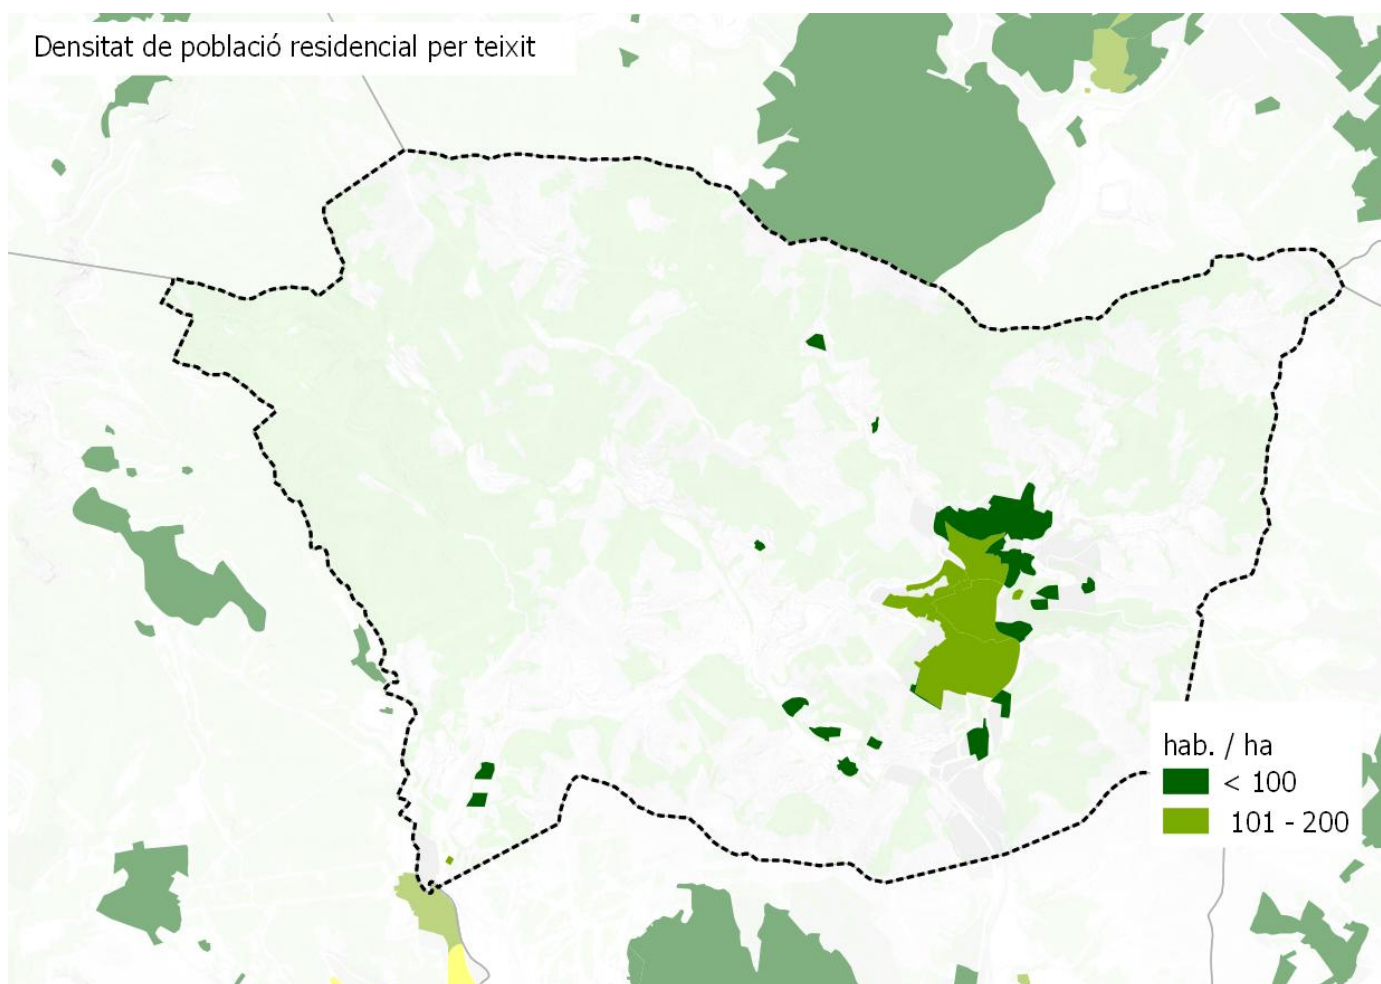 Densitat de població residencial per teixit
hab. / ha
< 100
101 - 200